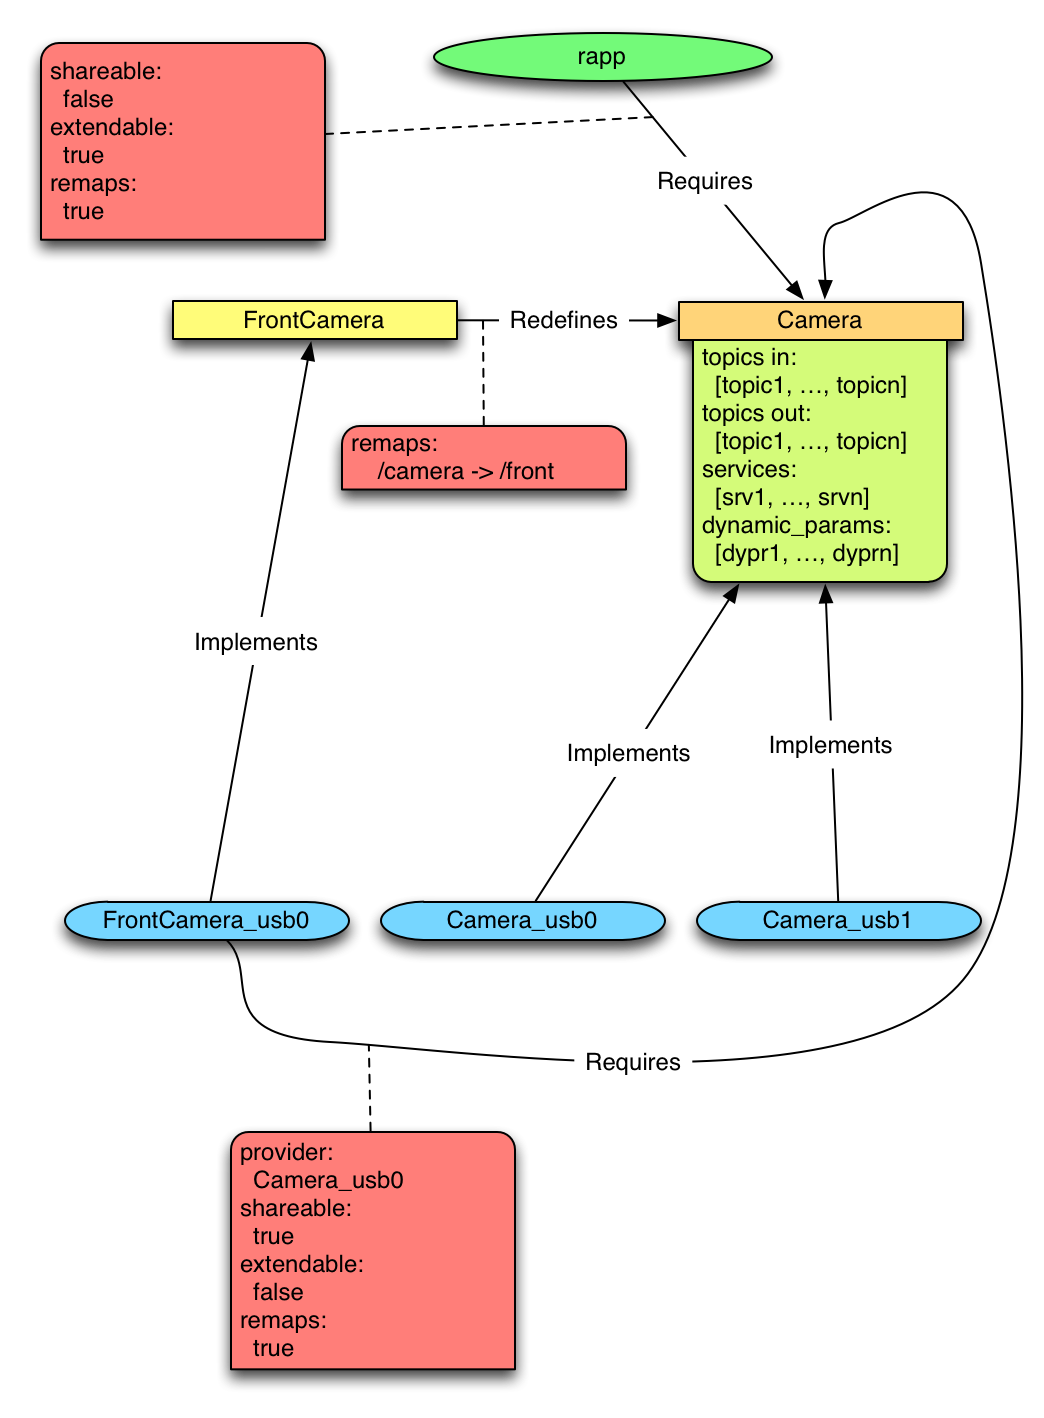 rapp
shareable:
false
extendable:
true
remaps:
true
Requires
FrontCamera
Redefines
Camera
topics in:
[topic1, …, topicn]
topics out:
[topic1, …, topicn]
services:
[srv1, …, srvn]
dynamic_params:
[dypr1, …, dyprn]
remaps:
/camera -> /front
Implements
Implements
Implements
FrontCamera_usb0
Camera_usb0
Camera_usb1
Requires
provider:
Camera_usb0
shareable:
true
extendable:
false
remaps:
true